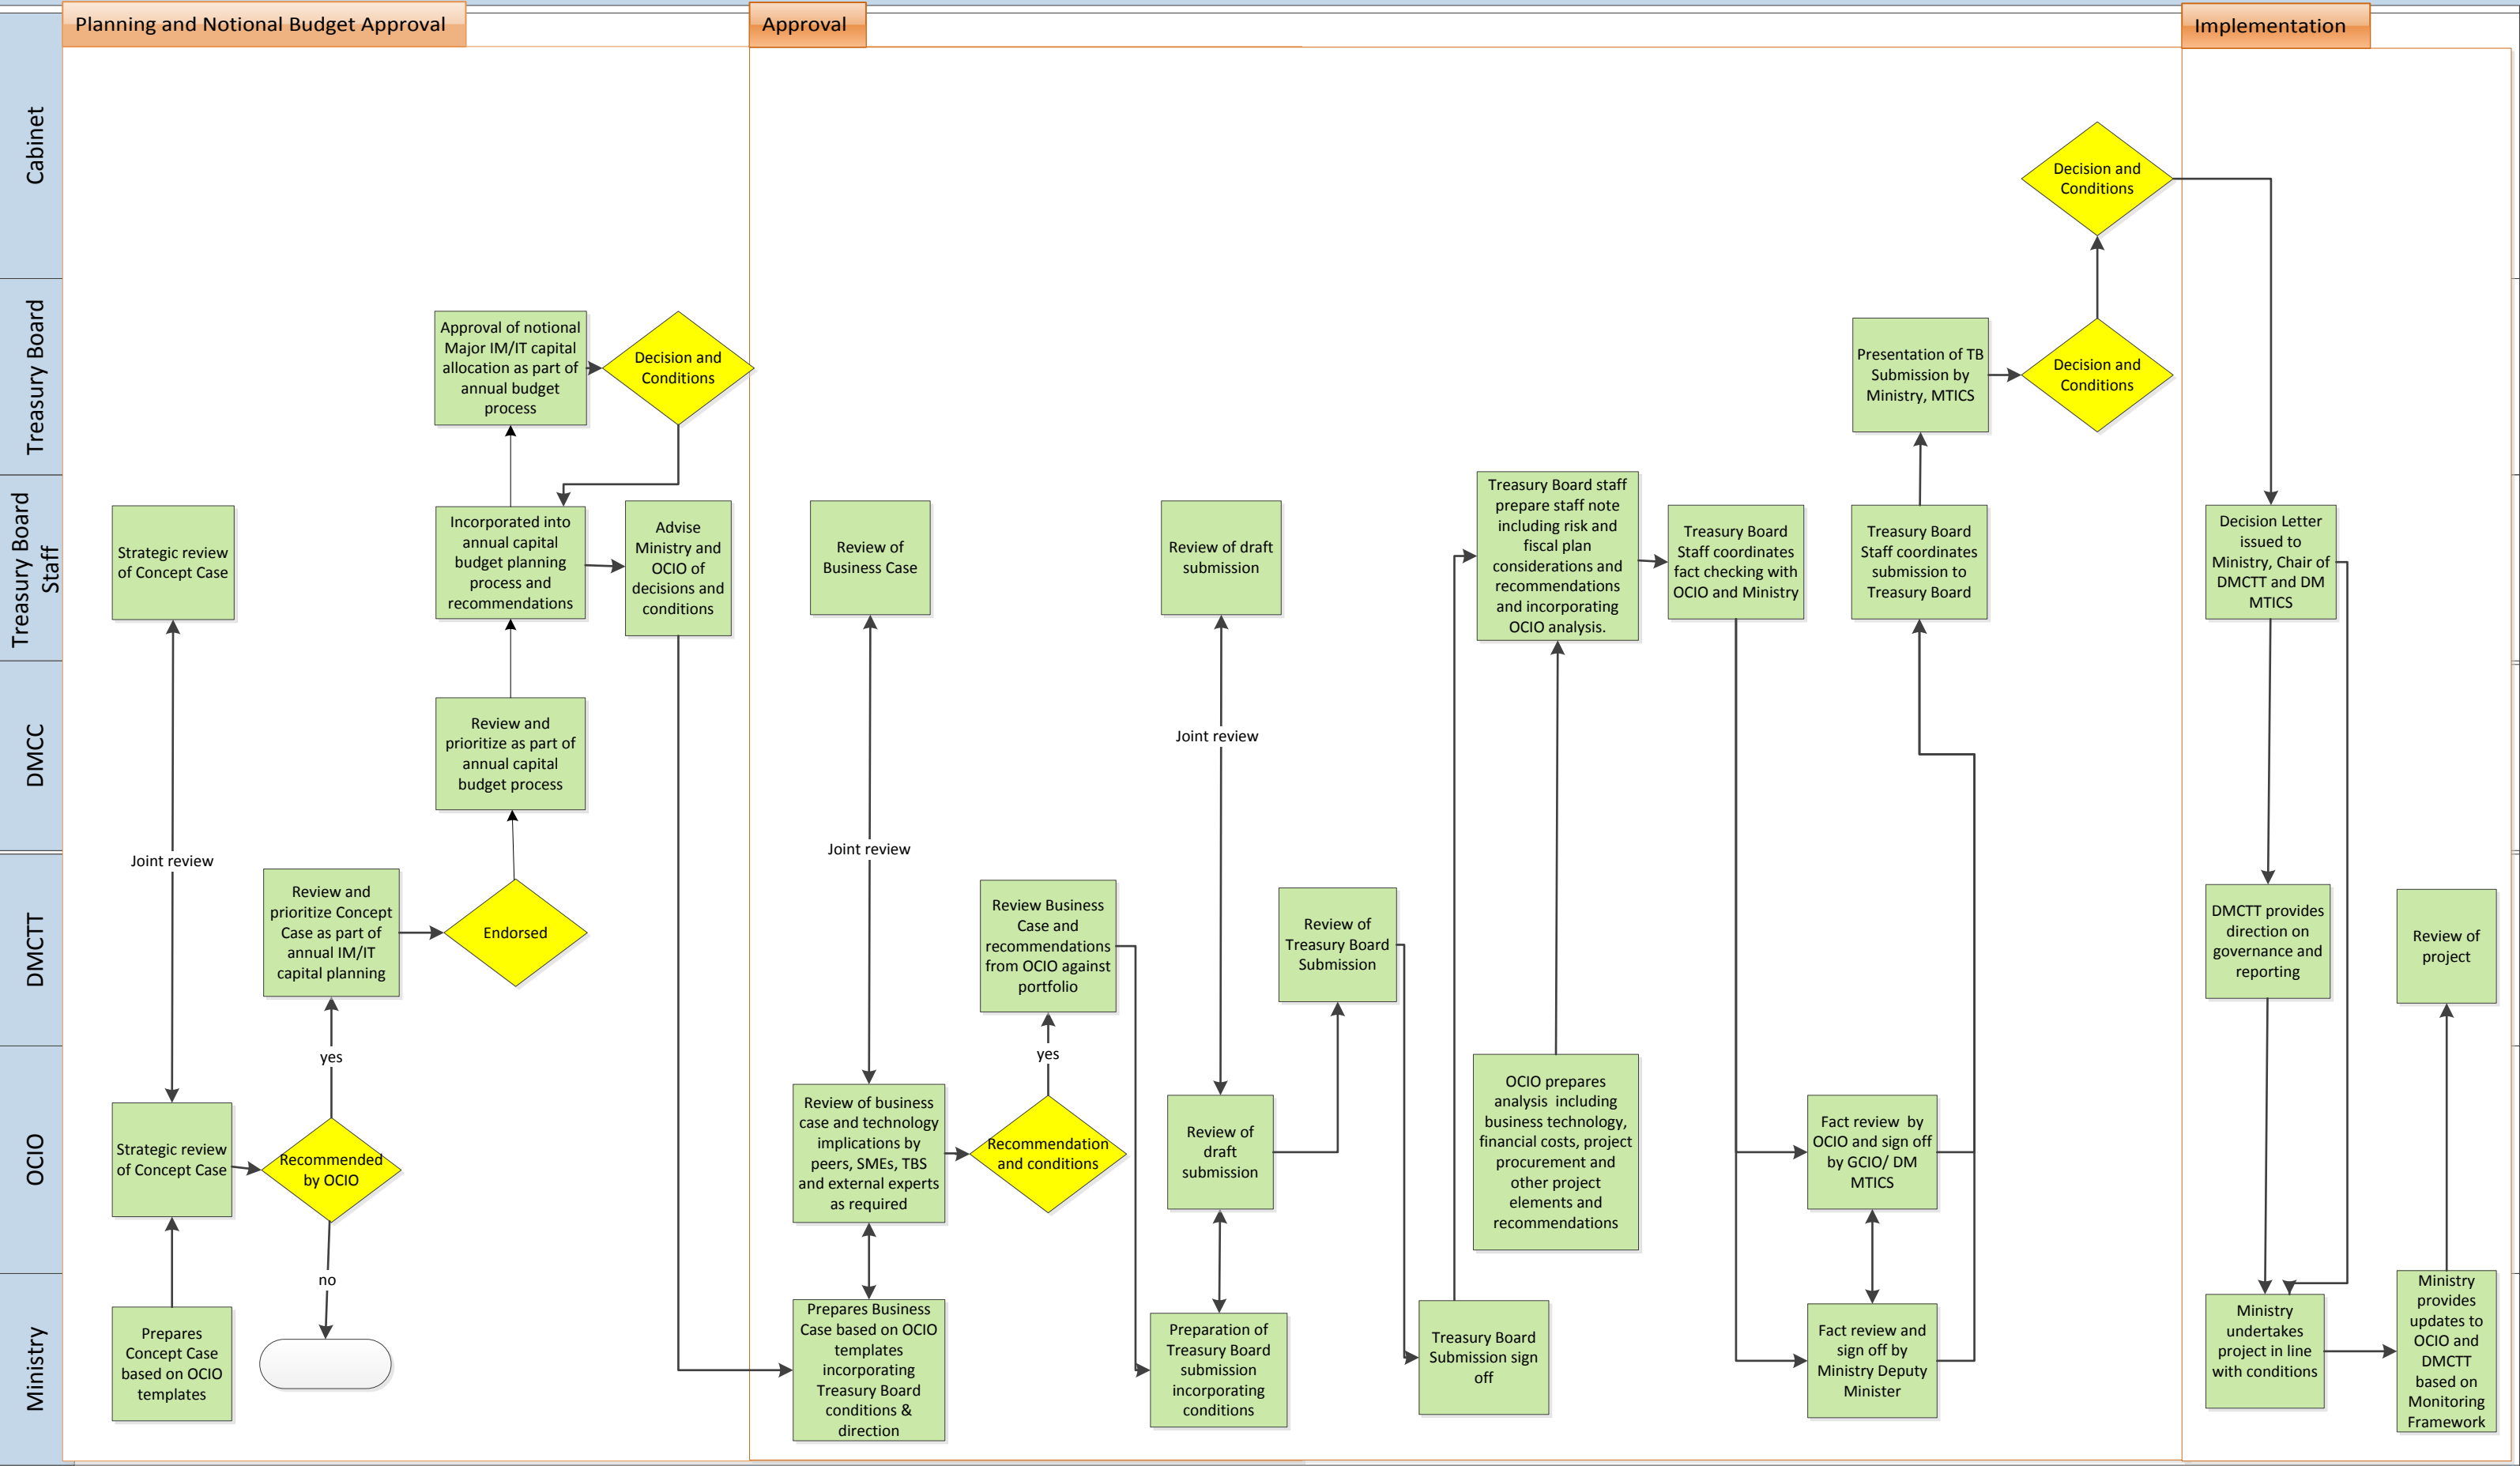 Planning and Notional Budget Approval
Approval
Implementation
Cabinet
Treasury Board
Treasury Board
Staff
DMCC
DMCTT
OCIO
Ministry
Strategic review
of Concept Case
Joint review
Strategic review
of Concept Case
Prepares
Concept Case
based on OCIO
templates
Recommended
by OCIO
yes
no
Review and
prioritize Concept
Case as part of
annual IM/IT
capital planning
Endorsed
Review and
prioritize as part of
annual capital
budget process
Incorporated into
annual capital
budget planning
process and
recommendations
Approval of notional
Major IM/IT capital
allocation as part of
annual budget
process
Decision and
Conditions
Advise
Ministry and
OCIO of
decisions and
conditions
Review of
Business Case
Joint review
Review of business
case and technology
implications by
peers, SMEs, TBS
and external experts
as required
Prepares Business
Case based on OCIO
templates
incorporating
Treasury Board
conditions &
direction
Recommendation
and conditions
yes
Review Business
Case and
recommendations
from OCIO against
portfolio
Preparation of
Treasury Board
submission
incorporating
conditions
Review of draft
submission
Joint review
Review of
draft
submission
Review of
Treasury Board
Submission
Treasury Board
Submission sign
off
Treasury Board staff
prepare staff note
including risk and
fiscal plan
considerations and
recommendations
and incorporating
OCIO analysis.
OCIO prepares
analysis  including
business technology,
financial costs, project
procurement and
other project
elements and
recommendations
Treasury Board
Staff coordinates
fact checking with
OCIO and Ministry
Fact review  by
OCIO and sign off
by GCIO/ DM
MTICS
Fact review and
sign off by
Ministry Deputy
Minister
Treasury Board
Staff coordinates
submission to
Treasury Board
Presentation of TB
Submission by
Ministry, MTICS
Decision and
Conditions
Decision and
Conditions
Decision Letter
issued to
Ministry, Chair of
DMCTT and DM
MTICS
DMCTT provides
direction on
governance and
reporting
Ministry
undertakes
project in line
with conditions
Review of
project
Ministry
provides
updates to
OCIO and
DMCTT
based on
Monitoring
Framework